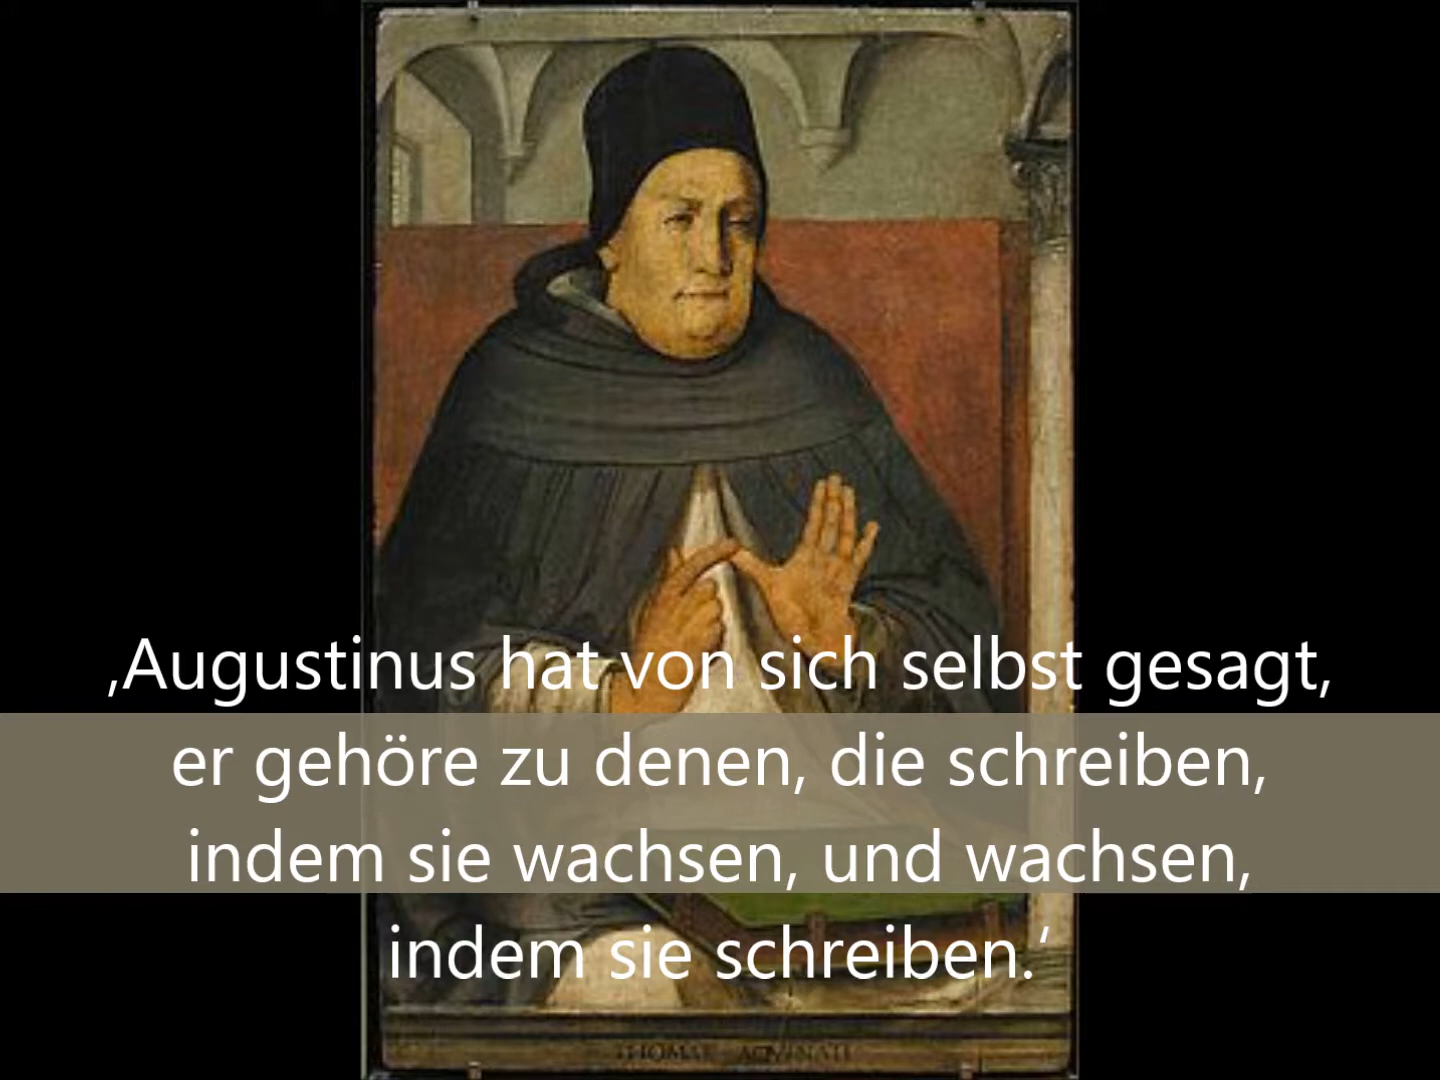 ‚Augustinus hat von sich selbst gesagt,
er gehöre zu denen, die schreiben,
indem sie wachsen, und wachsen,
indem sie schreiben.‘
THOMAE